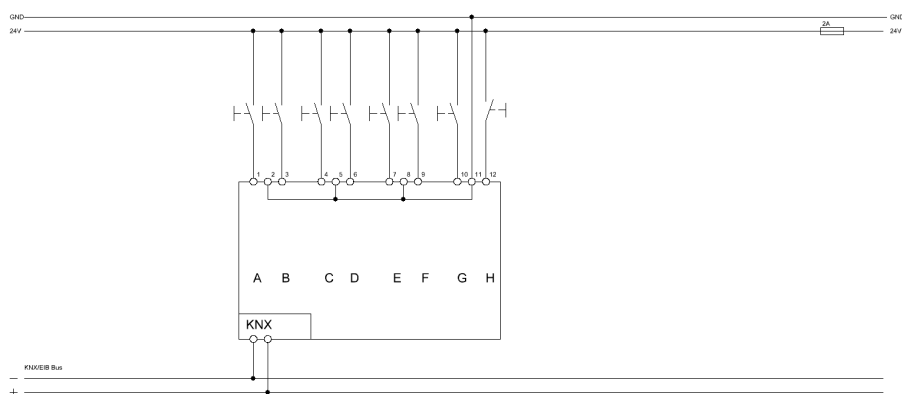 GND GND
24V 2A 24V
1 2 3 4 5 6 7 8 9 10 11 12
A B C D E F G H
KNX
KNX/EIB Bus
−
+